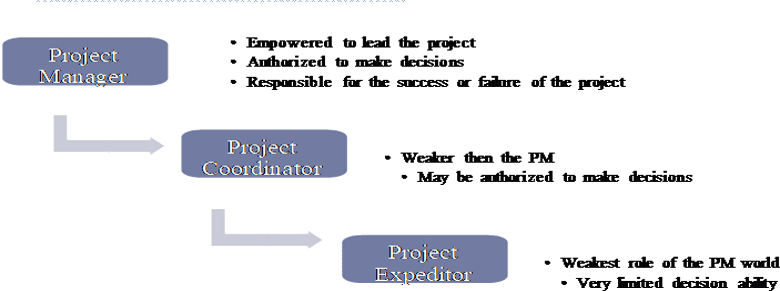 Project
Manager
• Empowered to lead the project
• Authorized to make decisions
• Responsible for the success or failure of the project
Project
Coordinator
• Weaker then the PM
• May be authorized to make decisions
Project
Expeditor
• Weakest role of the PM world
• Very limited decision ability